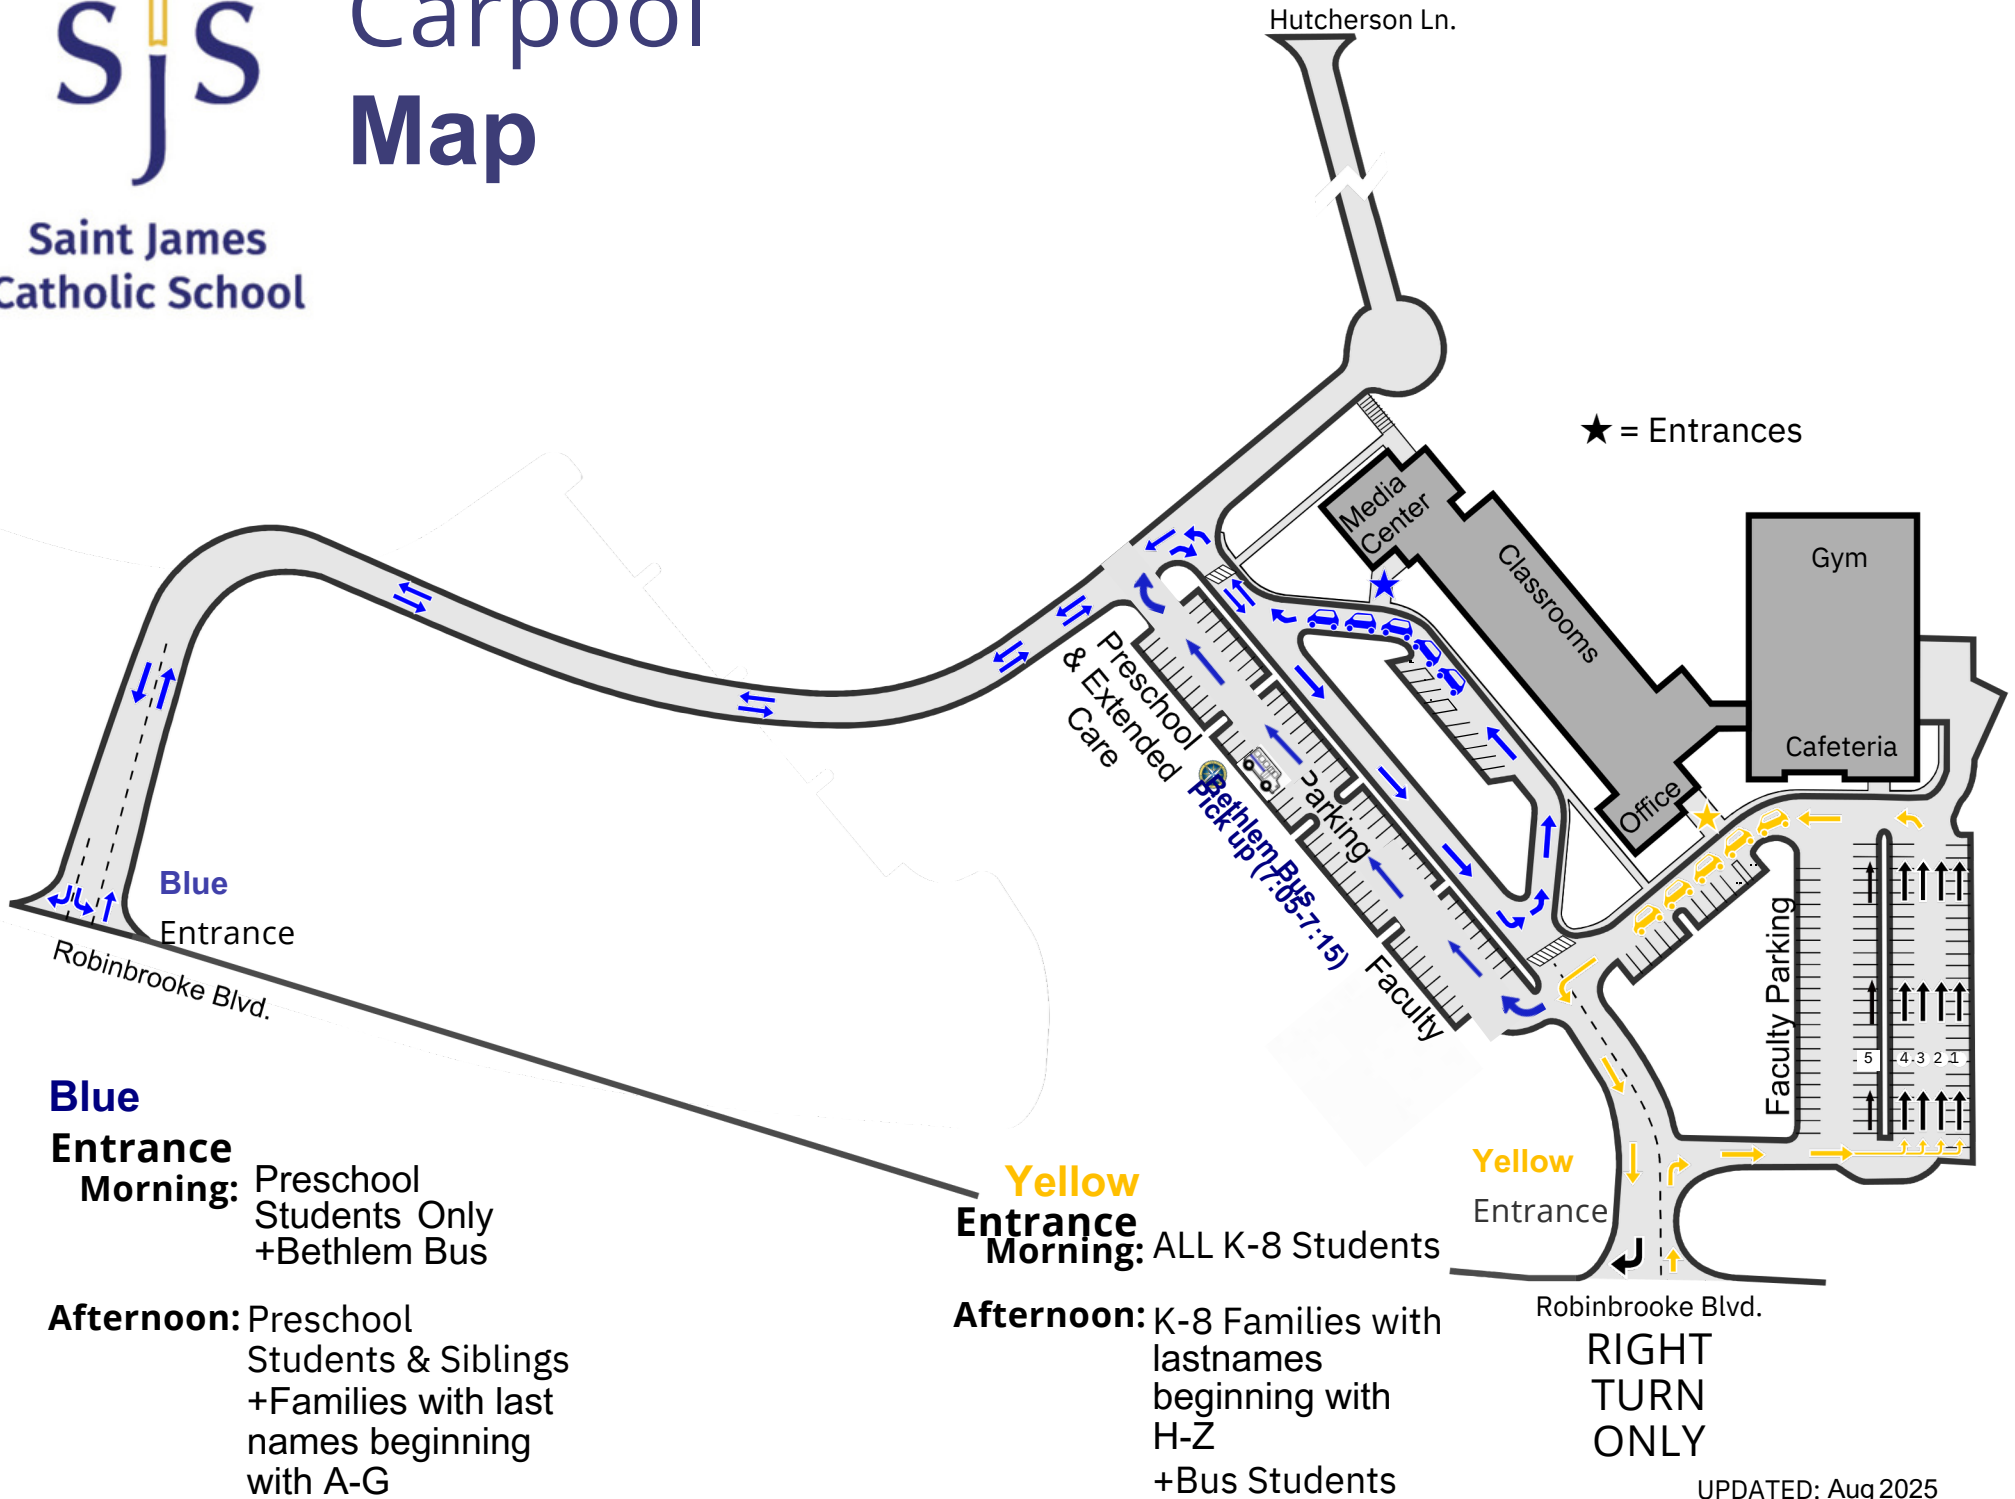 sjs
Carpool
Map
Saint James
Catholic School
Hutcherson Ln.
★ = Entrances
Media
Center
Classrooms
Gym
Cafeteria
Office
Preschool
& Extended
Care
Bethlem Bus
Pick up (7:05-7:15)
Parking
Faculty
Faculty Parking
5 4 3 2 1
Blue
Entrance
Robinbrooke Blvd.
Blue
Entrance
Morning: Preschool
Students Only
+Bethlem Bus
Afternoon: Preschool
Students & Siblings
+Families with last
names beginning
with A-G
Yellow
Entrance
Morning: ALL K-8 Students
Afternoon: K-8 Families with
lastnames
beginning with
H-Z
+Bus Students
Yellow
Entrance
Robinbrooke Blvd.
RIGHT
TURN
ONLY
UPDATED: Aug 2025